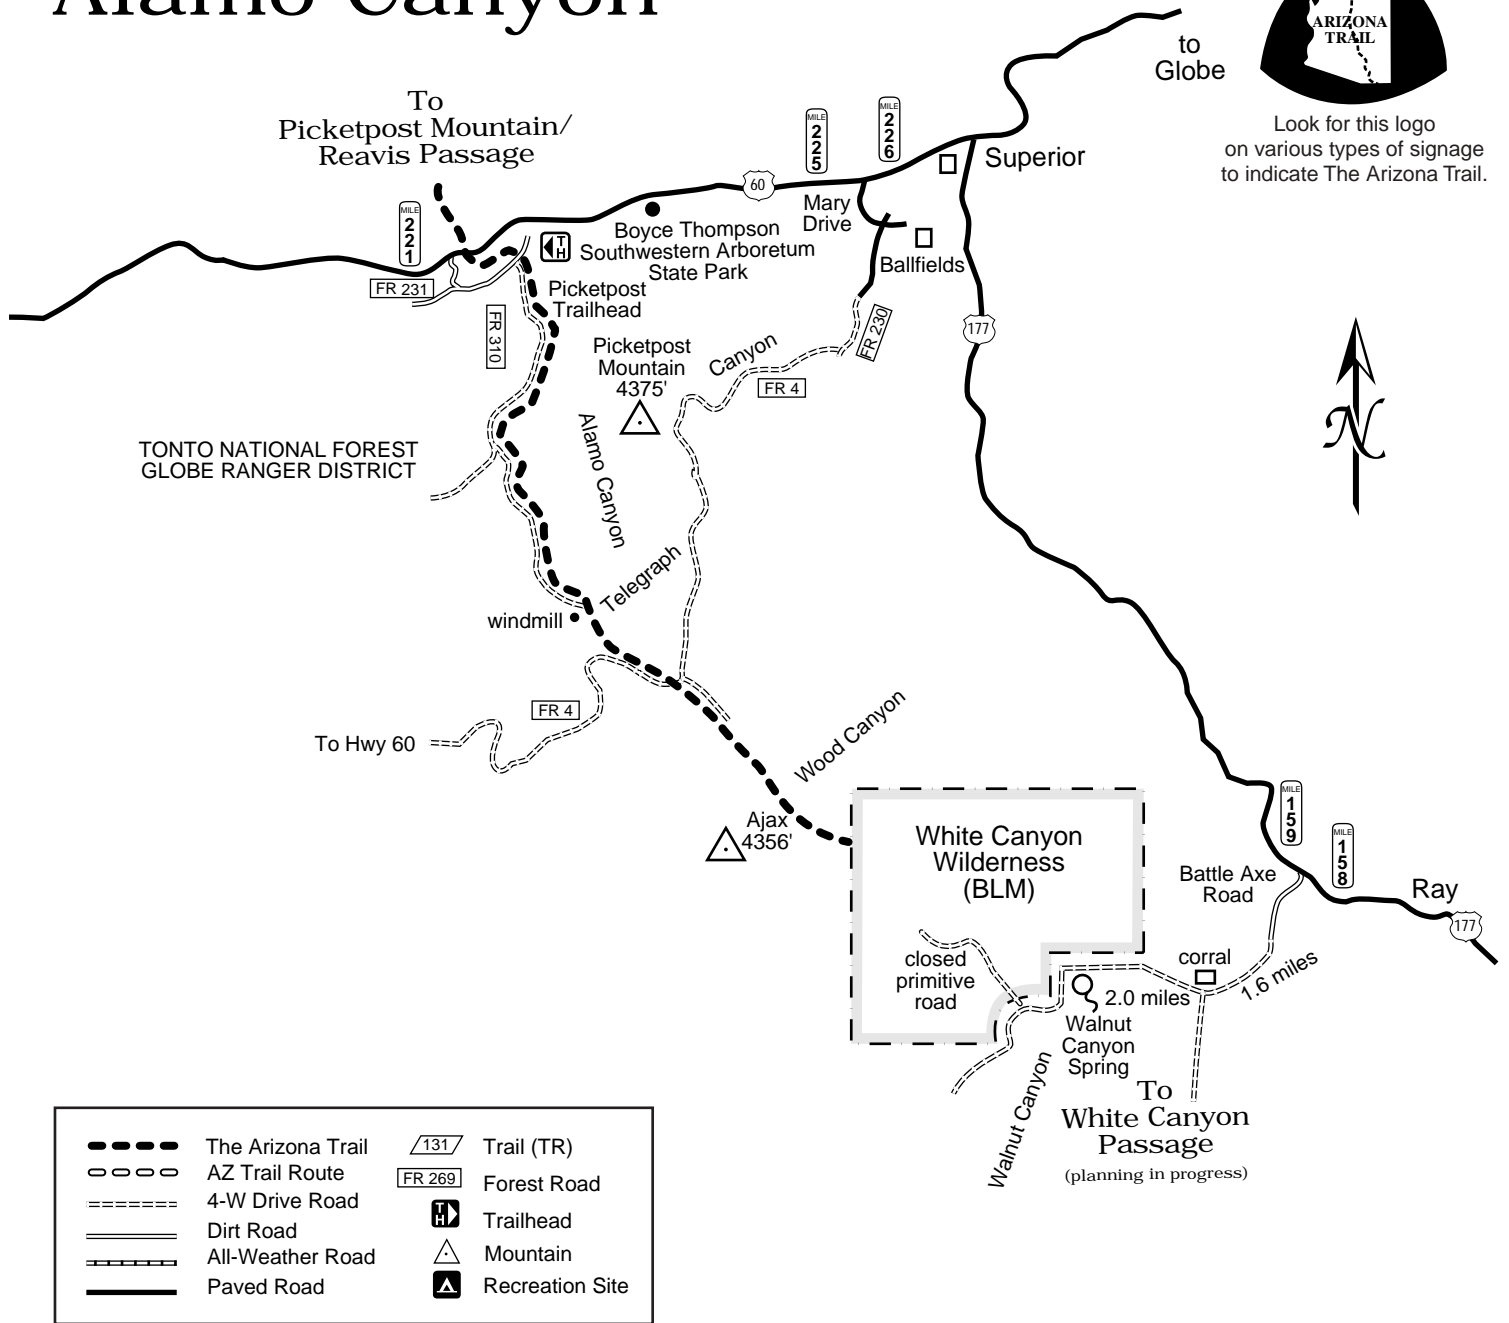 Alamo Canyon
ARIZONA
TRAIL
Look for this logo
on various types of signage
to indicate The Arizona Trail.
to
Globe
To
Picketpost Mountain/
Reavis Passage
MILE
225
MILE
226
Superior
60
Mary
Drive
MILE
221
Boyce Thompson
Southwestern Arboretum
State Park
TH
Ballfields
FR 231
Picketpost
Trailhead
FR 310
FR 230
177
Picketpost
Mountain
4375'
Canyon
FR 4
N
Alamo Canyon
TONTO NATIONAL FOREST
GLOBE RANGER DISTRICT
Telegraph
windmill
FR 4
To Hwy 60
Wood Canyon
Ajax
4356'
MILE
159
MILE
158
White Canyon
Wilderness
(BLM)
Battle Axe
Road
Ray
177
closed
primitive
road
corral
1.6 miles
2.0 miles
Walnut
Canyon
Spring
Walnut Canyon
To
White Canyon
Passage
(planning in progress)
The Arizona Trail
AZ Trail Route
4-W Drive Road
Dirt Road
All-Weather Road
Paved Road
131 Trail (TR)
FR 269 Forest Road
TH Trailhead
Mountain
Recreation Site